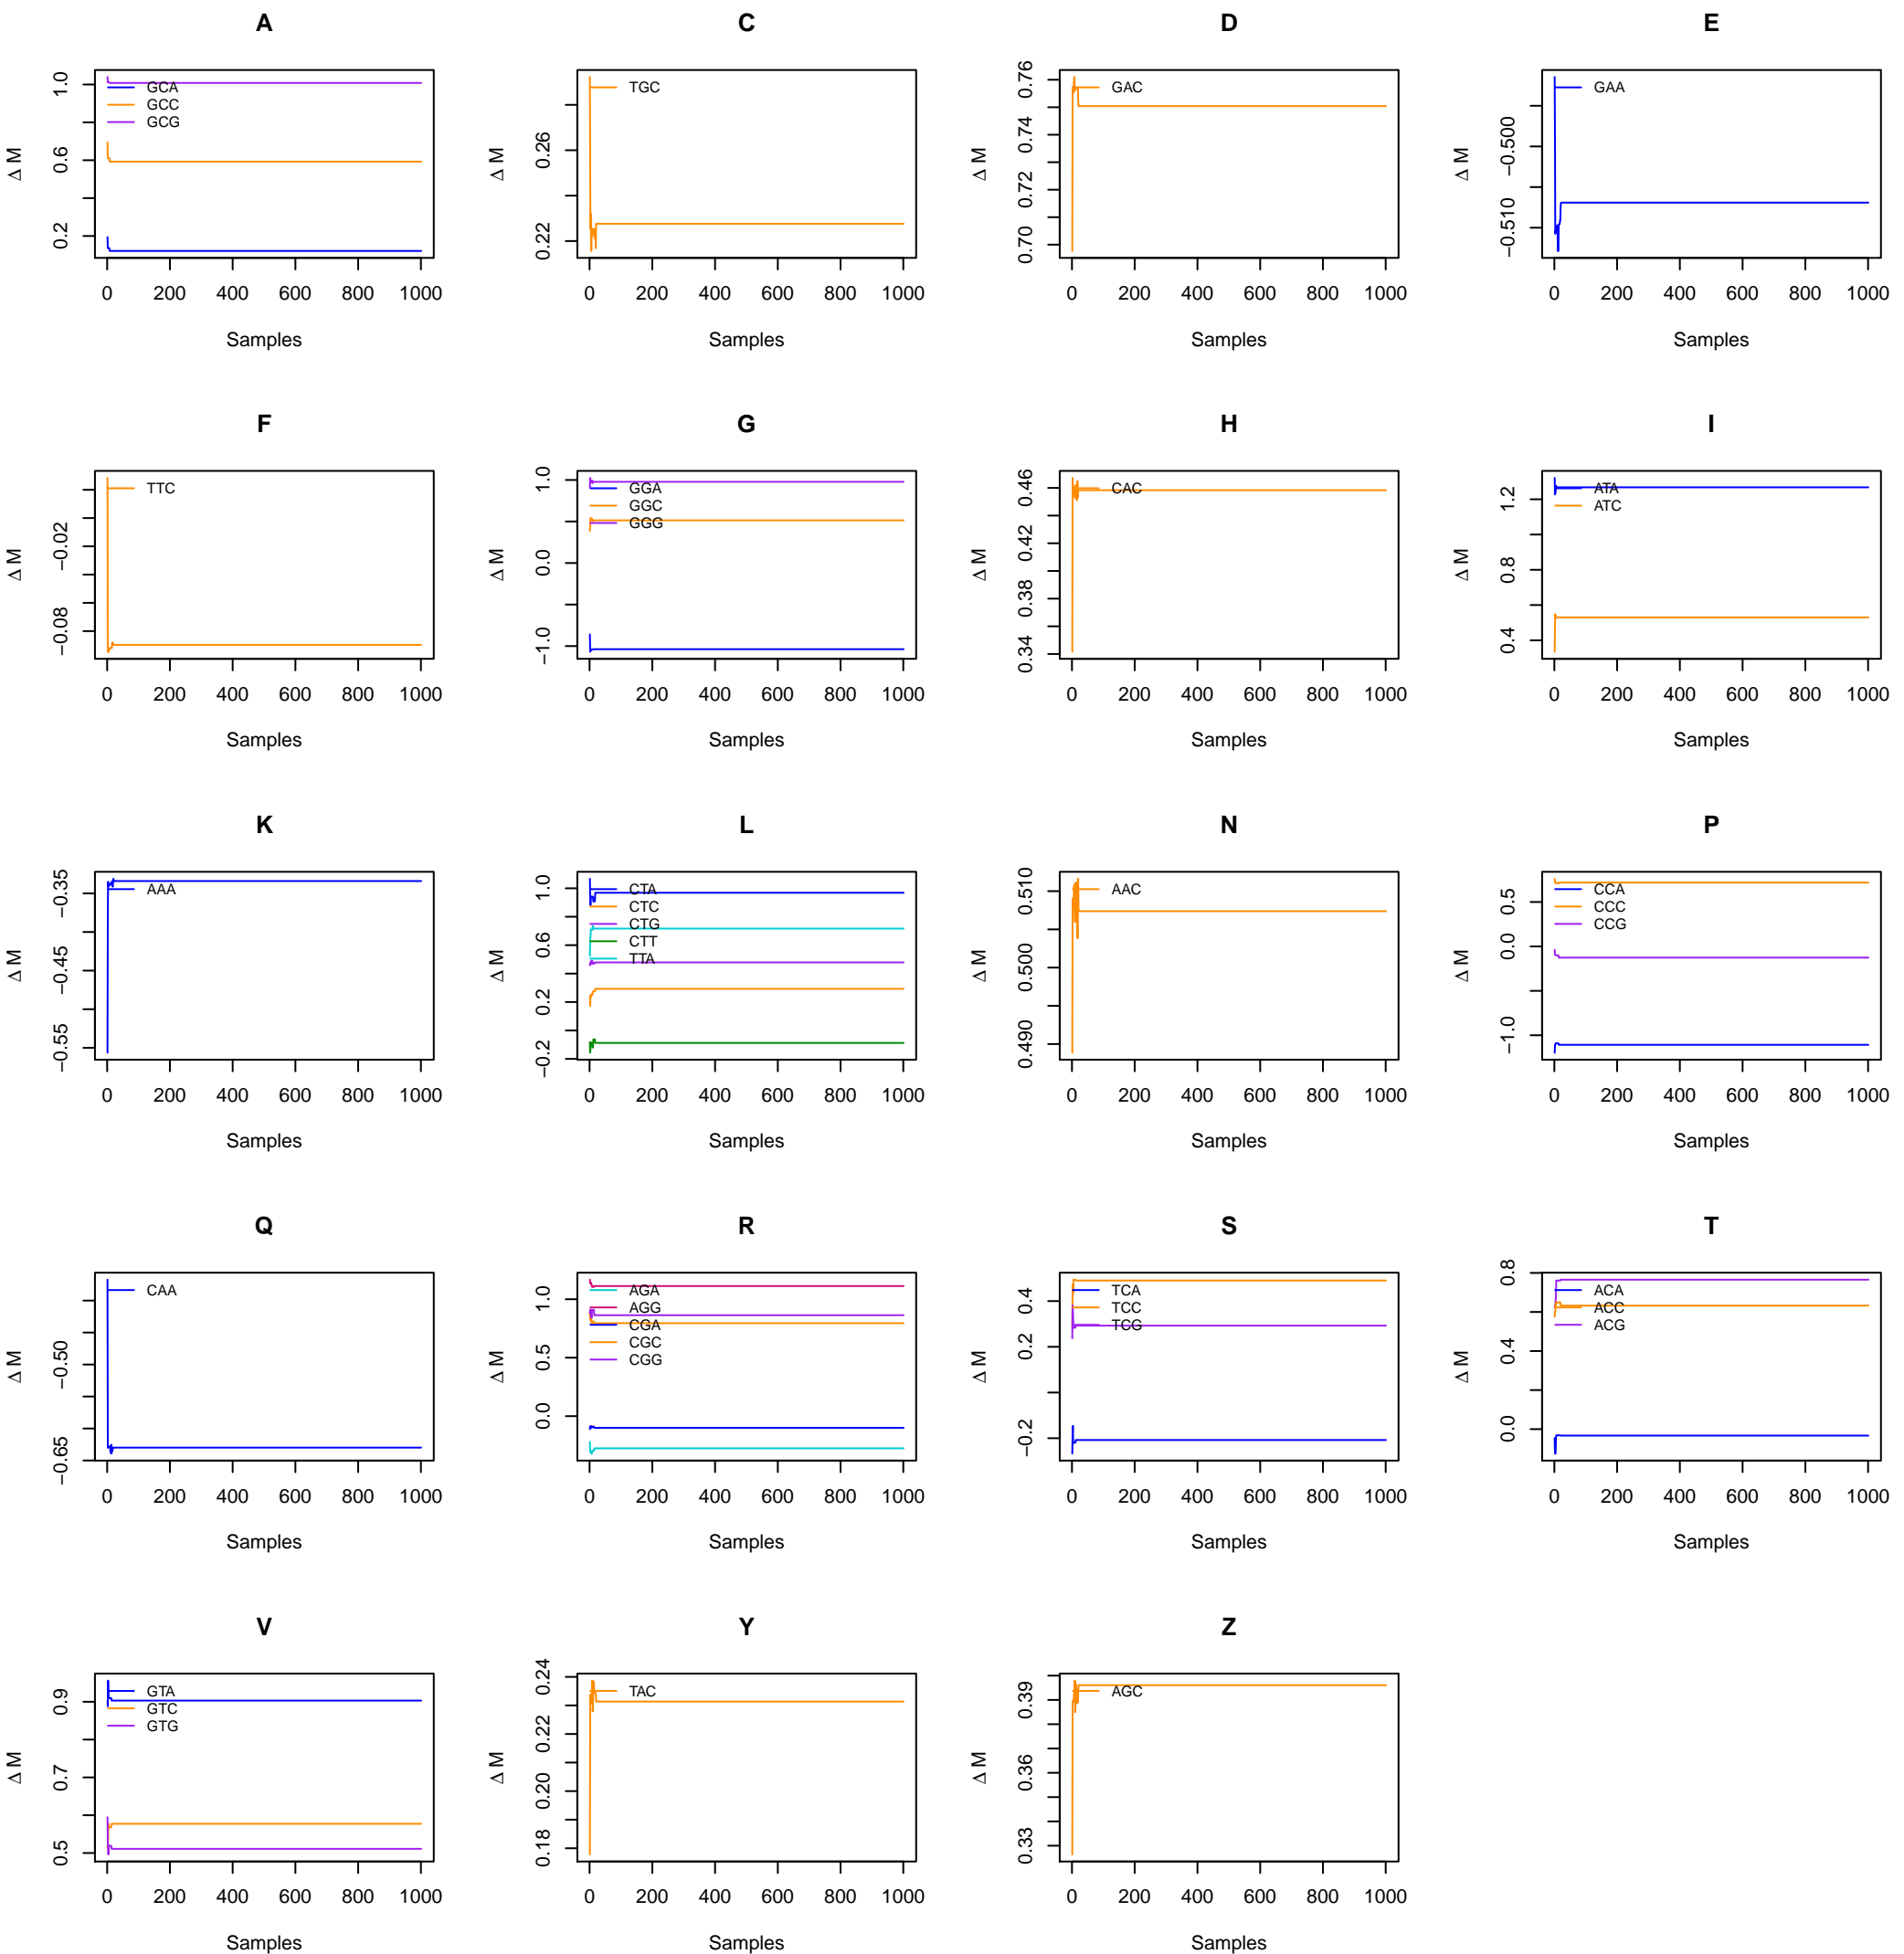 A
C
D
E
Δ M
1.0
0.6
0.2
GCA
GCC
GCG
0 200 400 600 800 1000
Samples
Δ M
0.26
0.22
TGC
0 200 400 600 800 1000
Samples
Δ M
0.76
0.74
0.72
0.70
GAC
0 200 400 600 800 1000
Samples
Δ M
−0.500
−0.510
GAA
0 200 400 600 800 1000
Samples
F
G
H
I
Δ M
−0.02
−0.08
TTC
0 200 400 600 800 1000
Samples
Δ M
1.0
0.0
−1.0
GGA
GGC
GGG
0 200 400 600 800 1000
Samples
Δ M
0.46
0.42
0.38
0.34
CAC
0 200 400 600 800 1000
Samples
Δ M
1.2
0.8
0.4
ATA
ATC
0 200 400 600 800 1000
Samples
K
L
N
P
Δ M
−0.35
−0.45
−0.55
AAA
0 200 400 600 800 1000
Samples
Δ M
1.0
0.6
0.2
−0.2
CTA
CTC
CTG
CTT
TTA
0 200 400 600 800 1000
Samples
Δ M
0.510
0.500
0.490
AAC
0 200 400 600 800 1000
Samples
Δ M
0.5
0.0
−1.0
CCA
CCC
CCG
0 200 400 600 800 1000
Samples
Q
R
S
T
Δ M
−0.50
−0.65
CAA
0 200 400 600 800 1000
Samples
Δ M
1.0
0.5
0.0
AGA
AGG
CGA
CGC
CGG
0 200 400 600 800 1000
Samples
Δ M
0.4
0.2
−0.2
TCA
TCC
TCG
0 200 400 600 800 1000
Samples
Δ M
0.8
0.4
0.0
ACA
ACC
ACG
0 200 400 600 800 1000
Samples
V
Y
Z
Δ M
0.9
0.7
0.5
GTA
GTC
GTG
0 200 400 600 800 1000
Samples
Δ M
0.24
0.22
0.20
0.18
TAC
0 200 400 600 800 1000
Samples
Δ M
0.39
0.36
0.33
AGC
0 200 400 600 800 1000
Samples